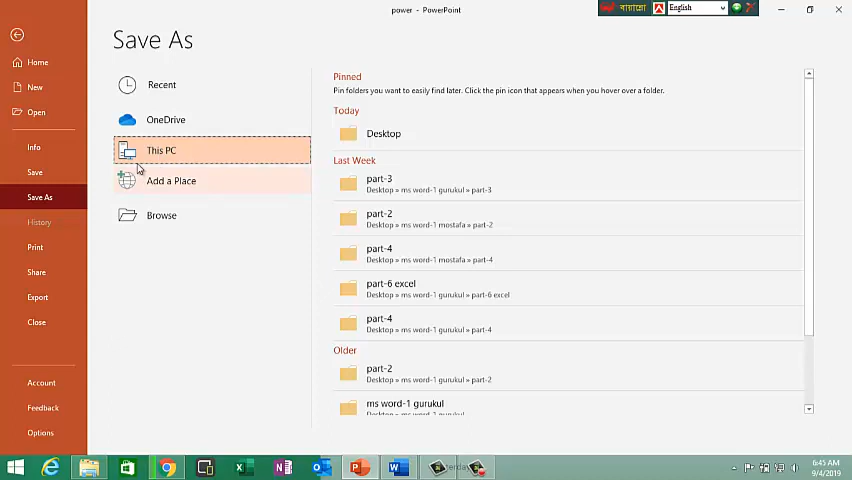 power - PowerPoint
বায়ান্নো
English
Save As
Home
New
Open
Info
Save
Save As
History
Print
Share
Export
Close
Account
Feedback
Options
Recent
OneDrive
This PC
Add a Place
Browse
Pinned
Pin folders you want to easily find later. Click the pin icon that appears when you hover over a folder.
Today
Desktop
Last Week
part-3
Desktop » ms word-1 gurukul » part-3
part-2
Desktop » ms word-1 mostafa » part-2
part-4
Desktop » ms word-1 mostafa » part-4
part-6 excel
Desktop » ms word-1 gurukul » part-6 excel
part-4
Desktop » ms word-1 gurukul » part-4
Older
part-2
Desktop » ms word-1 gurukul » part-2
ms word-1 gurukul
Desktop » ms word-1 gurukul
6:45 AM
9/4/2019